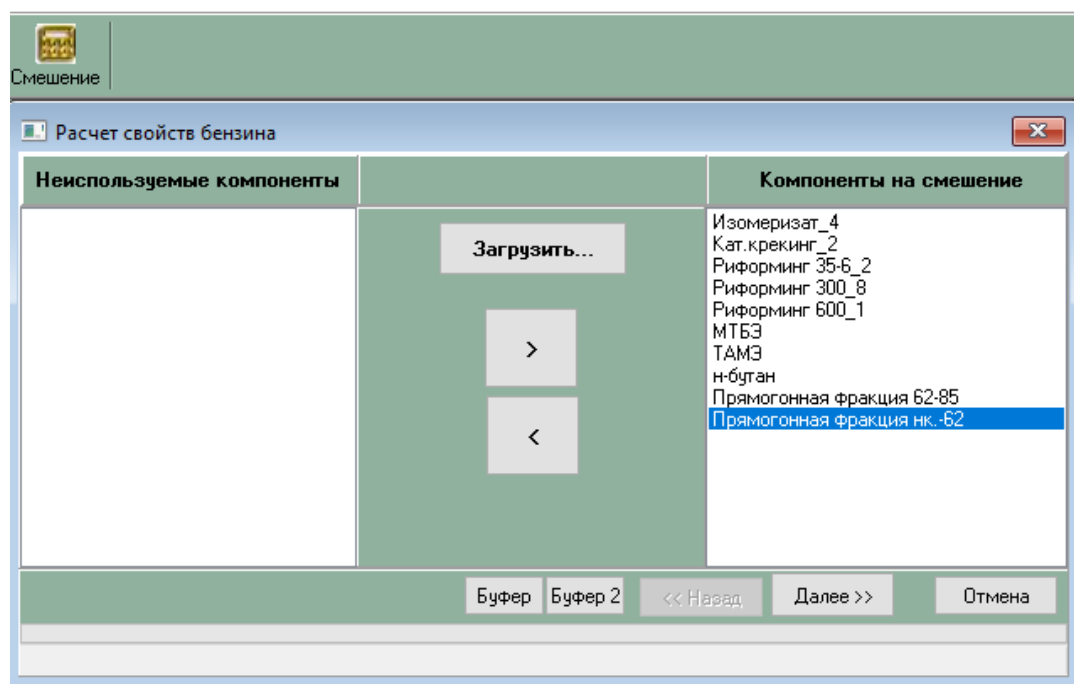 Смешение
Расчет свойств бензина
Неиспользуемые компоненты
Компоненты на смешение
Загрузить...
>
<
Изомеризат_4
Кат.крекинг_2
Риформинг 35-6_2
Риформинг 300_8
Риформинг 600_1
МТБЭ
ТАМЭ
н-бутан
Прямогонная фракция 62-85
Прямогонная фракция нк.-62
Буфер Буфер 2 << Назад Далее >> Отмена